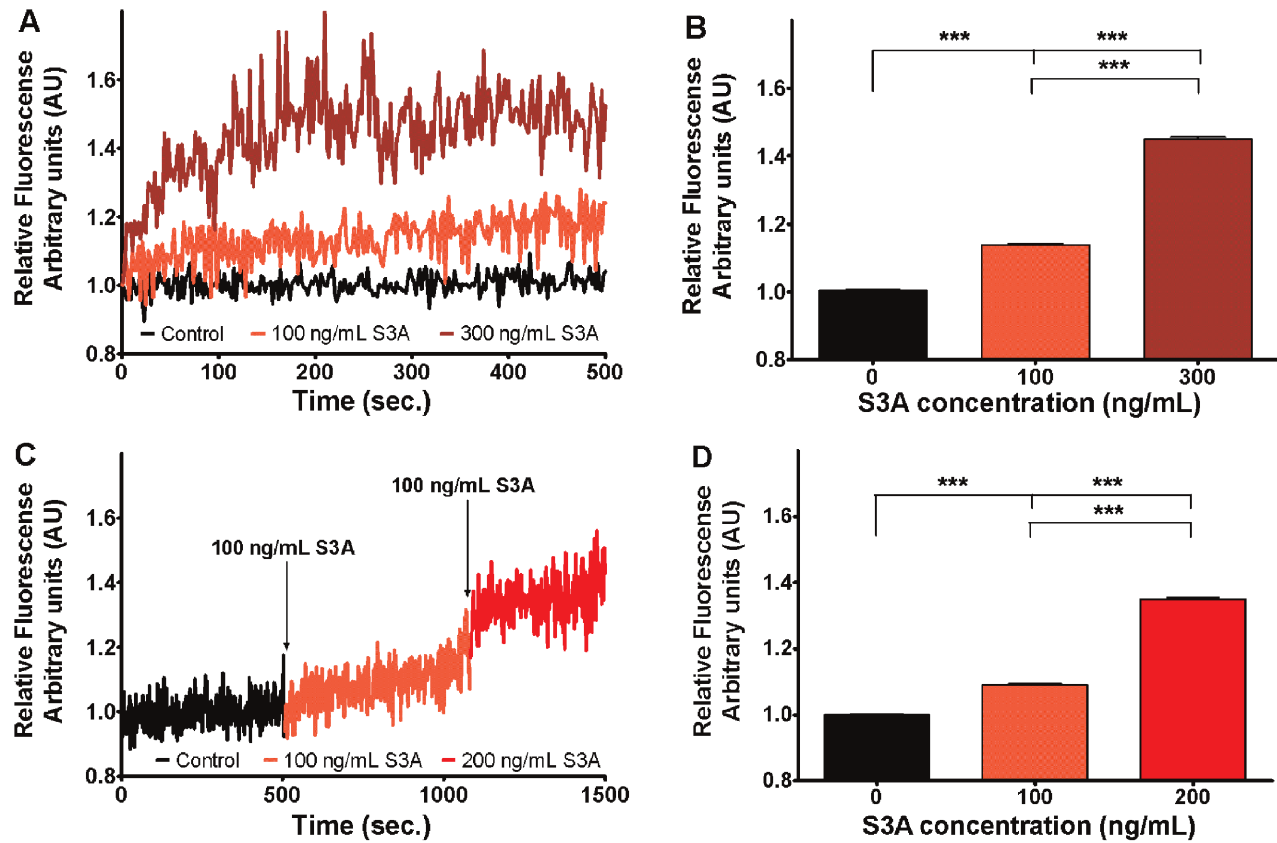 A
Relative Fluorescense
Arbitrary units (AU)
1.6
1.4
1.2
1.0
0.8
Control
100 ng/mL S3A
300 ng/mL S3A
0
100
200
300
400
500
Time (sec.)
B
Relative Fluorescense
Arbitrary units (AU)
1.6
1.4
1.2
1.0
0.8
***
***
***
0
100
300
S3A concentration (ng/mL)
C
Relative Fluorescense
Arbitrary units (AU)
1.6
1.4
1.2
1.0
0.8
100 ng/mL S3A
100 ng/mL S3A
Control
100 ng/mL S3A
200 ng/mL S3A
0
500
1000
1500
Time (sec.)
D
Relative Fluorescense
Arbitrary units (AU)
1.6
1.4
1.2
1.0
0.8
***
***
***
0
100
200
S3A concentration (ng/mL)